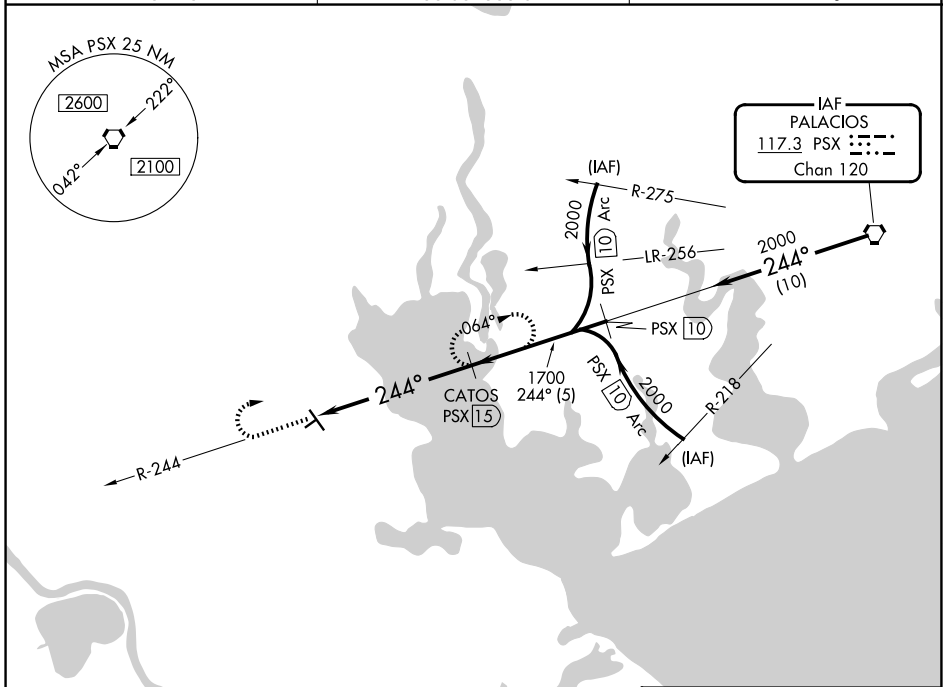 MSA PSX 25 NM
2600
222°
042°
2100
IAF
PALACIOS
117.3 PSX
Chan 120
(IAF)
R-275
2000
PSX 10 Arc
LR-256
2000
244°
(10)
PSX 10
064°
1700
244° (5)
CATOS
PSX 15
244°
PSX 10 Arc
2000
R-218
(IAF)
R-244